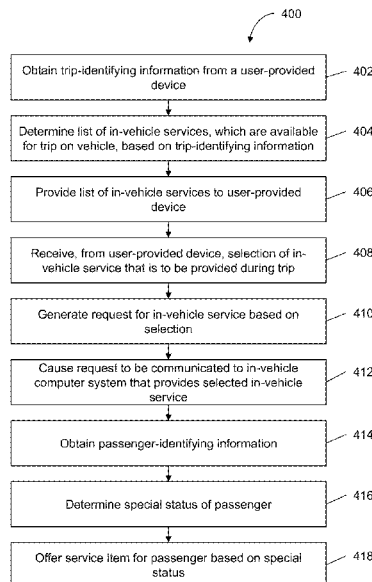 400
Obtain trip-identifying information from a user-provided
device
402
Determine list of in-vehicle services, which are available
for trip on vehicle, based on trip-identifying information
404
Provide list of in-vehicle services to user-provided
device
406
Receive, from user-provided device, selection of in-
vehicle service that is to be provided during trip
408
Generate request for in-vehicle service based on
selection
410
Cause request to be communicated to in-vehicle
computer system that provides selected in-vehicle
service
412
Obtain passenger-identifying information
414
Determine special status of passenger
416
Offer service item for passenger based on special
status
418